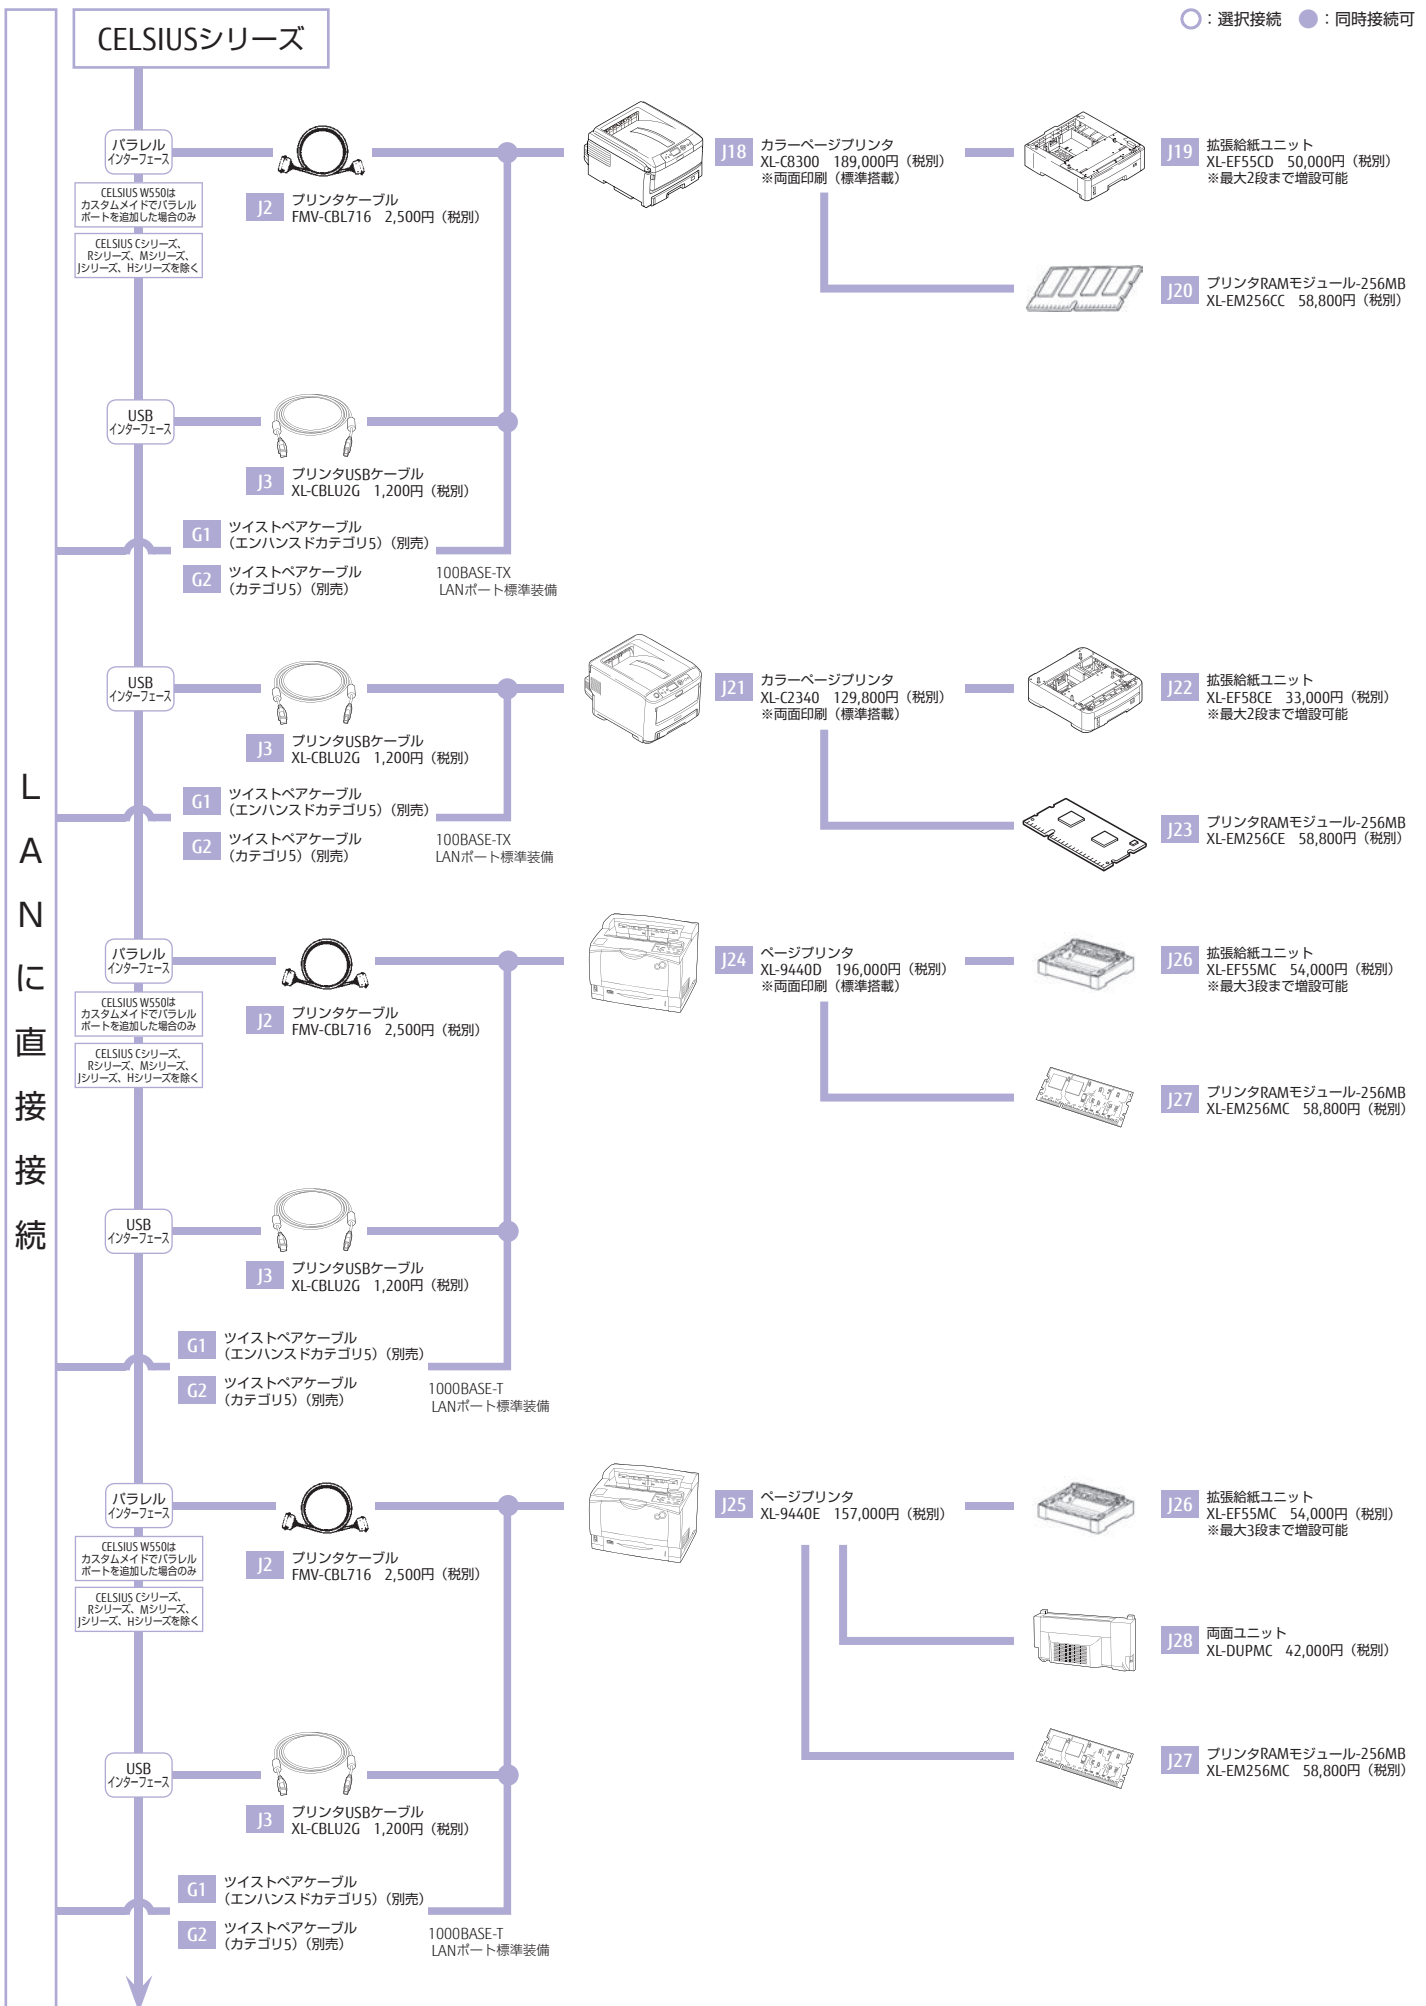 ○：選択接続 ●：同時接続可
CELSIUSシリーズ
LANに直接接続
パラレル
インターフェース
CELSIUS W550は
カスタムメイドでパラレル
ポートを追加した場合のみ
CELSIUS Cシリーズ、
Rシリーズ、Mシリーズ、
Jシリーズ、Hシリーズを除く
J2 プリンタケーブル
FMV-CBL716 2,500円（税別）
J18 カラーページプリンタ
XL-C8300 189,000円（税別）
※両面印刷（標準搭載）
J19 拡張給紙ユニット
XL-EF55CD 50,000円（税別）
※最大2段まで増設可能
J20 プリンタRAMモジュール-256MB
XL-EM256CC 58,800円（税別）
USB
インターフェース
J3 プリンタUSBケーブル
XL-CBLU2G 1,200円（税別）
G1 ツイストペアケーブル
（エンハンスドカテゴリ5）（別売）
G2 ツイストペアケーブル
（カテゴリ5）（別売）
100BASE-TX
LANポート標準装備
USB
インターフェース
J3 プリンタUSBケーブル
XL-CBLU2G 1,200円（税別）
G1 ツイストペアケーブル
（エンハンスドカテゴリ5）（別売）
G2 ツイストペアケーブル
（カテゴリ5）（別売）
100BASE-TX
LANポート標準装備
J21 カラーページプリンタ
XL-C2340 129,800円（税別）
※両面印刷（標準搭載）
J22 拡張給紙ユニット
XL-EF58CE 33,000円（税別）
※最大2段まで増設可能
J23 プリンタRAMモジュール-256MB
XL-EM256CE 58,800円（税別）
パラレル
インターフェース
CELSIUS W550は
カスタムメイドでパラレル
ポートを追加した場合のみ
CELSIUS Cシリーズ、
Rシリーズ、Mシリーズ、
Jシリーズ、Hシリーズを除く
J2 プリンタケーブル
FMV-CBL716 2,500円（税別）
J24 ページプリンタ
XL-9440D 196,000円（税別）
※両面印刷（標準搭載）
J26 拡張給紙ユニット
XL-EF55MC 54,000円（税別）
※最大3段まで増設可能
J27 プリンタRAMモジュール-256MB
XL-EM256MC 58,800円（税別）
USB
インターフェース
J3 プリンタUSBケーブル
XL-CBLU2G 1,200円（税別）
G1 ツイストペアケーブル
（エンハンスドカテゴリ5）（別売）
G2 ツイストペアケーブル
（カテゴリ5）（別売）
1000BASE-T
LANポート標準装備
パラレル
インターフェース
CELSIUS W550は
カスタムメイドでパラレル
ポートを追加した場合のみ
CELSIUS Cシリーズ、
Rシリーズ、Mシリーズ、
Jシリーズ、Hシリーズを除く
J2 プリンタケーブル
FMV-CBL716 2,500円（税別）
J25 ページプリンタ
XL-9440E 157,000円（税別）
J26 拡張給紙ユニット
XL-EF55MC 54,000円（税別）
※最大3段まで増設可能
J28 両面ユニット
XL-DUPMC 42,000円（税別）
J27 プリンタRAMモジュール-256MB
XL-EM256MC 58,800円（税別）
USB
インターフェース
J3 プリンタUSBケーブル
XL-CBLU2G 1,200円（税別）
G1 ツイストペアケーブル
（エンハンスドカテゴリ5）（別売）
G2 ツイストペアケーブル
（カテゴリ5）（別売）
1000BASE-T
LANポート標準装備